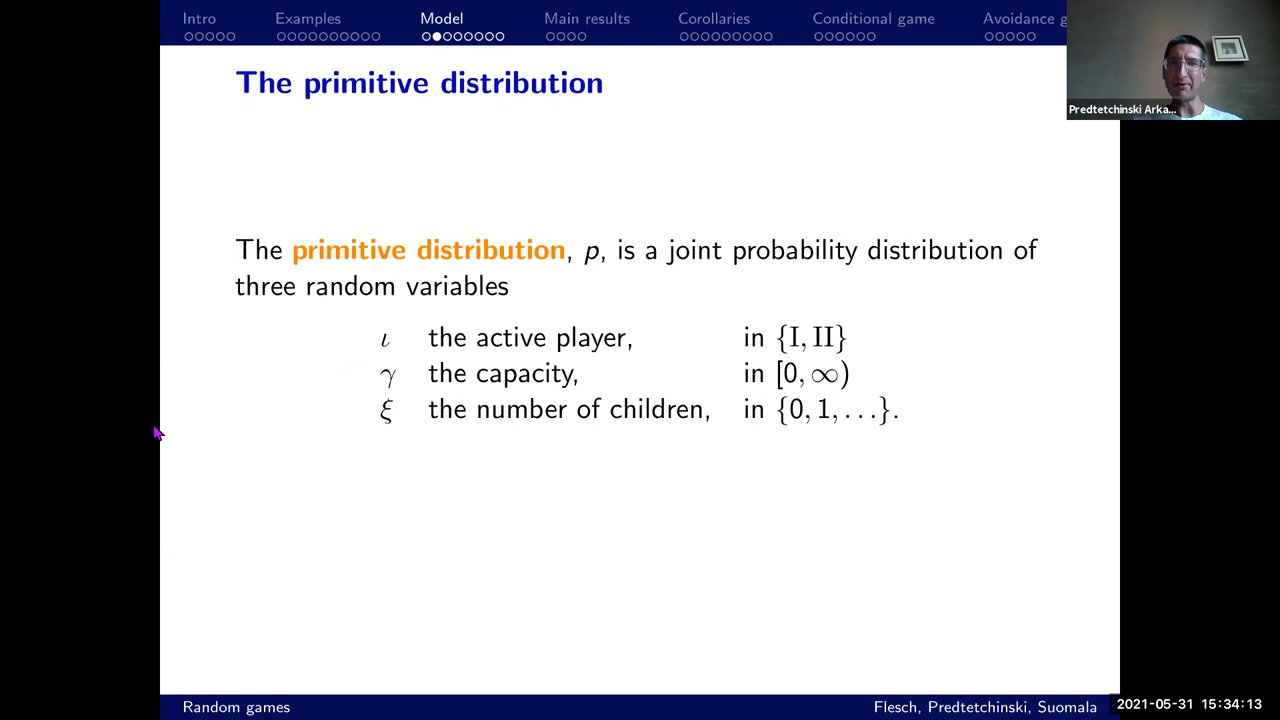 Intro Examples Model Main results Corollaries Conditional game Avoidance g
Predtetchinski Arka...
The primitive distribution
The primitive distribution, p, is a joint probability distribution of
three random variables
ι the active player, in {I, II}
γ the capacity, in [0, ∞)
ξ the number of children, in {0, 1, . . .}.
Random games Flesch, Predtetchinski, Suomala 2021-05-31 15:34:13